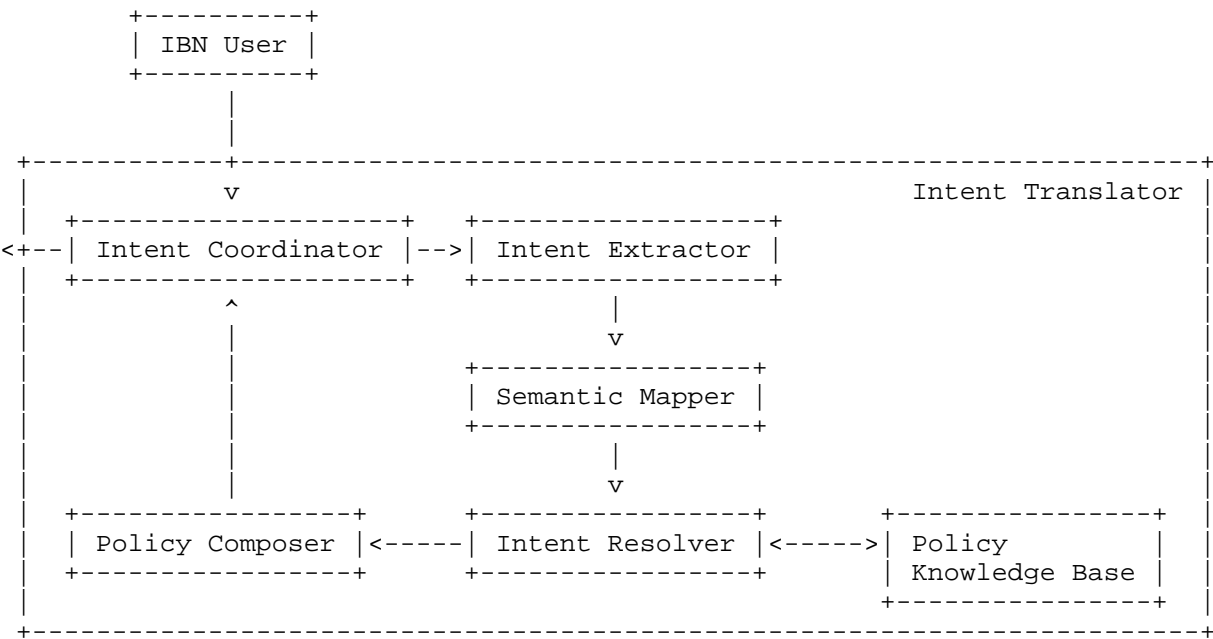 IBN User
Intent Translator
Intent Coordinator
Intent Extractor
Semantic Mapper
Policy Composer
Intent Resolver
Policy
Knowledge Base